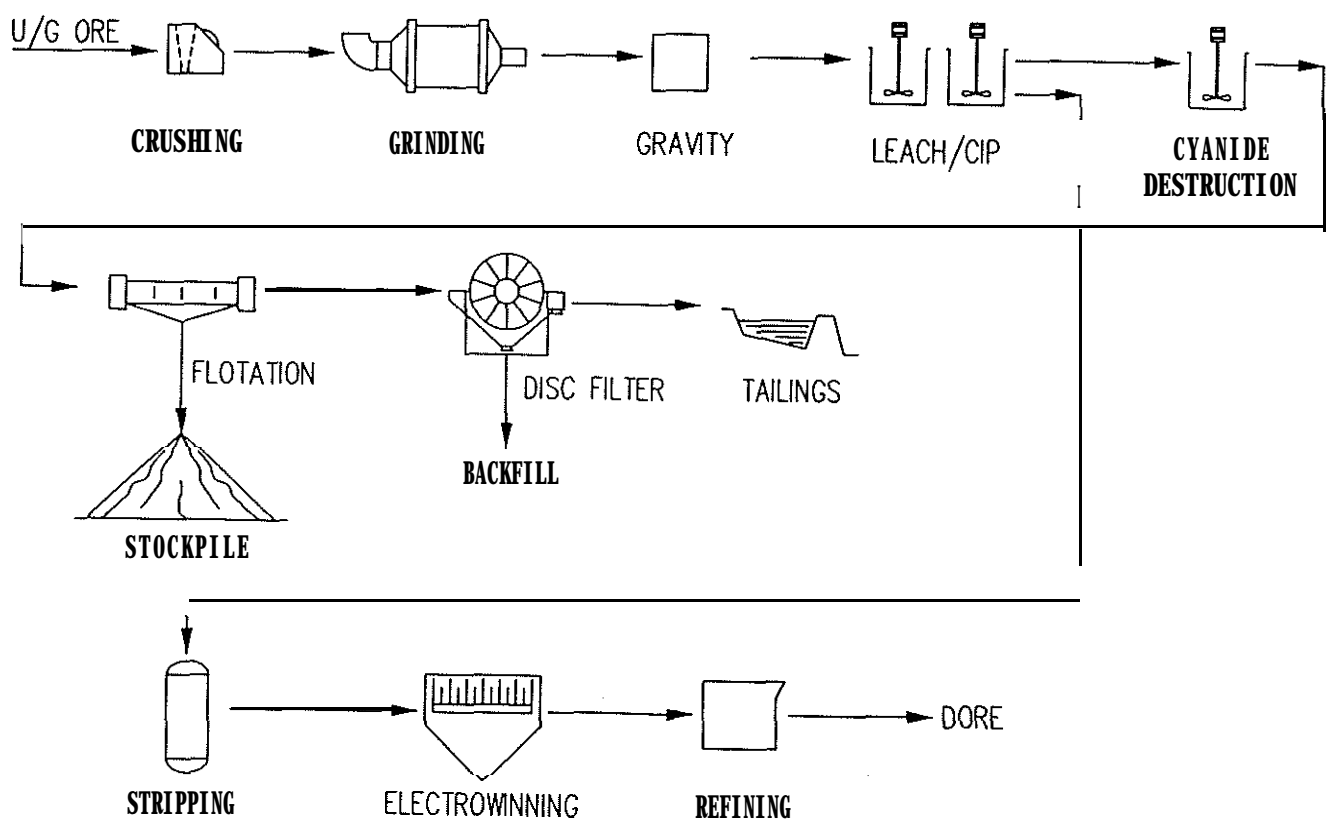 U/G ORE
CRUSHING
GRINDING
GRAVITY
LEACH/CIP
CYANIDE
DESTRUCTION
FLOTATION
DISC FILTER
TAILINGS
BACKFILL
STOCKPILE
DORE
STRIPPING
ELECTROWINNING
REFINING